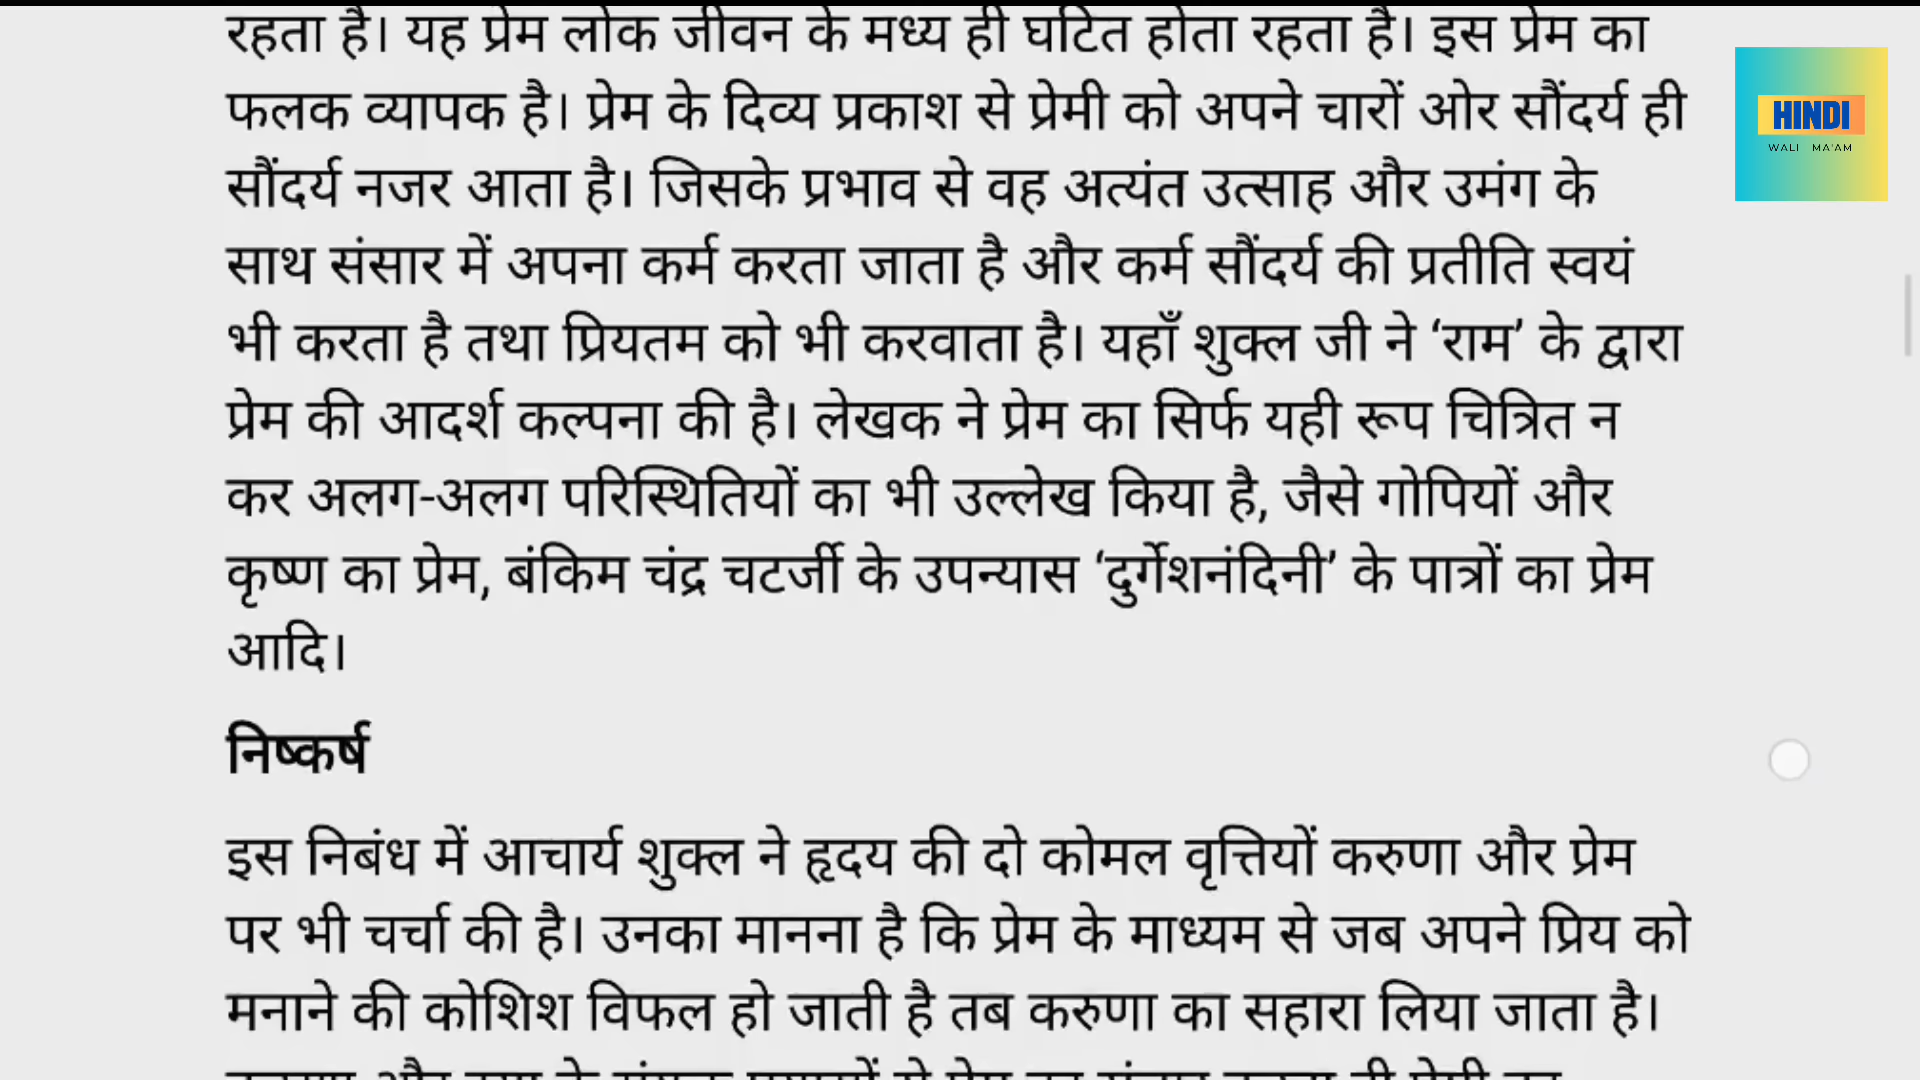 रहता है। यह प्रेम लोक जीवन के मध्य ही घटित होता रहता है। इस प्रेम का
फलक व्यापक है। प्रेम के दिव्य प्रकाश से प्रेमी को अपने चारों ओर सौंदर्य ही
सौंदर्य नजर आता है। जिसके प्रभाव से वह अत्यंत उत्साह और उमंग के
साथ संसार में अपना कर्म करता जाता है और कर्म सौंदर्य की प्रतीति स्वयं
भी करता है तथा प्रियतम को भी करवाता है। यहाँ शुक्ल जी ने ‘राम’ के द्वारा
प्रेम की आदर्श कल्पना की है। लेखक ने प्रेम का सिर्फ यही रूप चित्रित न
कर अलग-अलग परिस्थितियों का भी उल्लेख किया है, जैसे गोपियों और
कृष्ण का प्रेम, बंकिम चंद्र चटर्जी के उपन्यास ‘दुर्गेशनंदिनी’ के पात्रों का प्रेम
आदि।
निष्कर्ष
इस निबंध में आचार्य शुक्ल ने हृदय की दो कोमल वृत्तियों करुणा और प्रेम
पर भी चर्चा की है। उनका मानना है कि प्रेम के माध्यम से जब अपने प्रिय को
मनाने की कोशिश विफल हो जाती है तब करुणा का सहारा लिया जाता है।
HINDI
WALI MA'AM